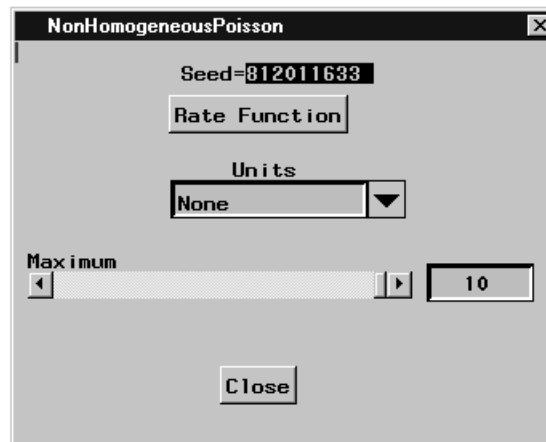 NonHomogeneousPoisson
Seed=812011633
Rate Function
Units
None
Maximum
10
Close